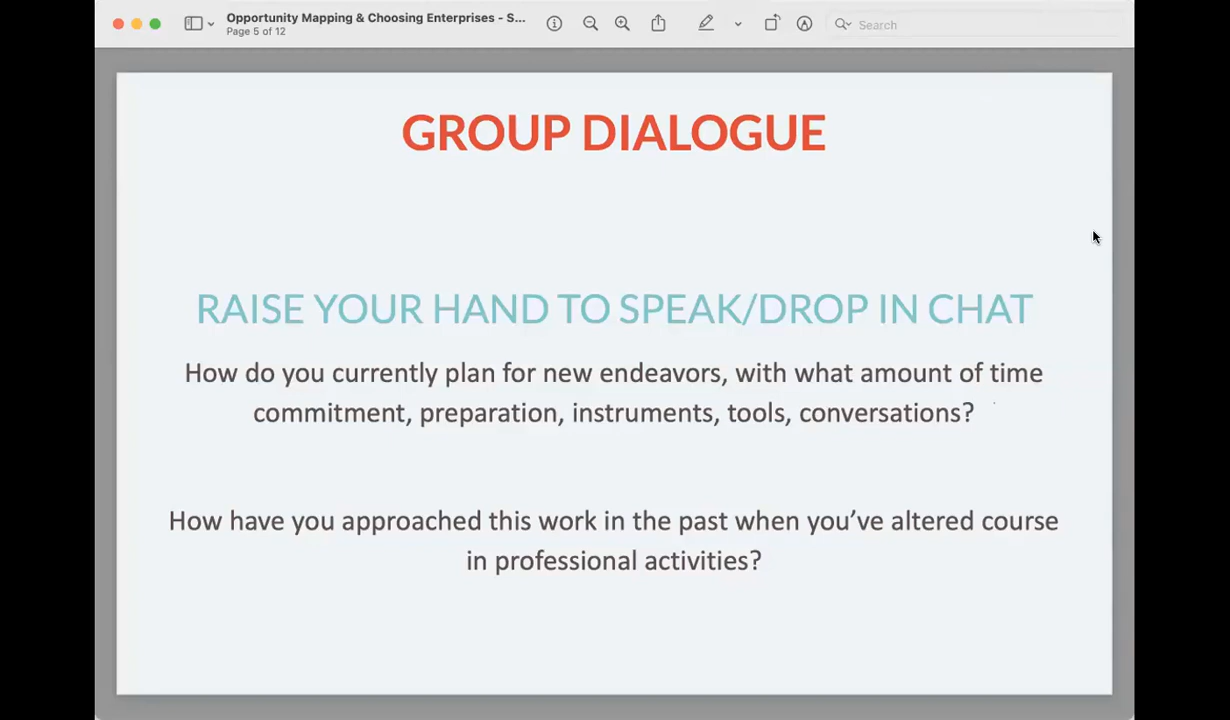 Opportunity Mapping & Choosing Enterprises - S...
Page 5 of 12
Search
GROUP DIALOGUE
RAISE YOUR HAND TO SPEAK/DROP IN CHAT
How do you currently plan for new endeavors, with what amount of time
commitment, preparation, instruments, tools, conversations?
How have you approached this work in the past when you’ve altered course
in professional activities?